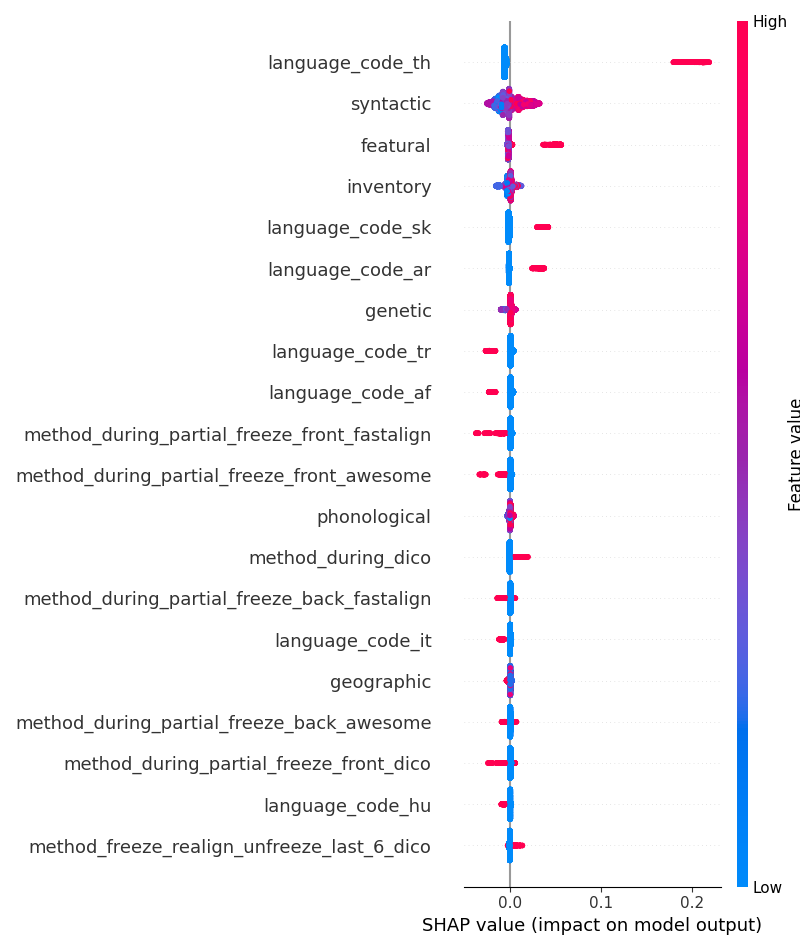 High
language_code_th
syntactic
featural
inventory
language_code_sk
language_code_ar
genetic
language_code_tr
language_code_af
method_during_partial_freeze_front_fastalign
method_during_partial_freeze_front_awesome
phonological
method_during_dico
method_during_partial_freeze_back_fastalign
language_code_it
geographic
method_during_partial_freeze_back_awesome
method_during_partial_freeze_front_dico
language_code_hu
method_freeze_realign_unfreeze_last_6_dico
Feature value
Low
0.0 0.1 0.2
SHAP value (impact on model output)